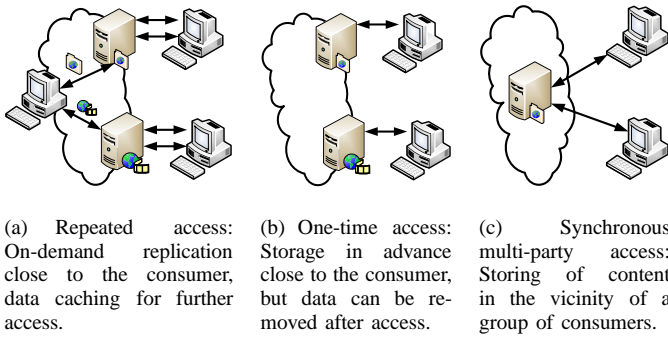 (a) Repeated access:
On-demand replication
close to the consumer,
data caching for further
access.
(b) One-time access:
Storage in advance
close to the consumer,
but data can be re-
moved after access.
(c) Synchronous
multi-party access:
Storing of content
in the vicinity of a
group of consumers.